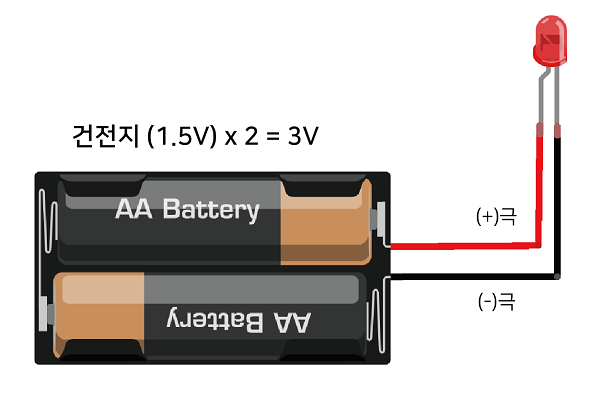 건전지 (1.5V) x 2 = 3V
AA Battery
(+)극
(-)극
AA Battery